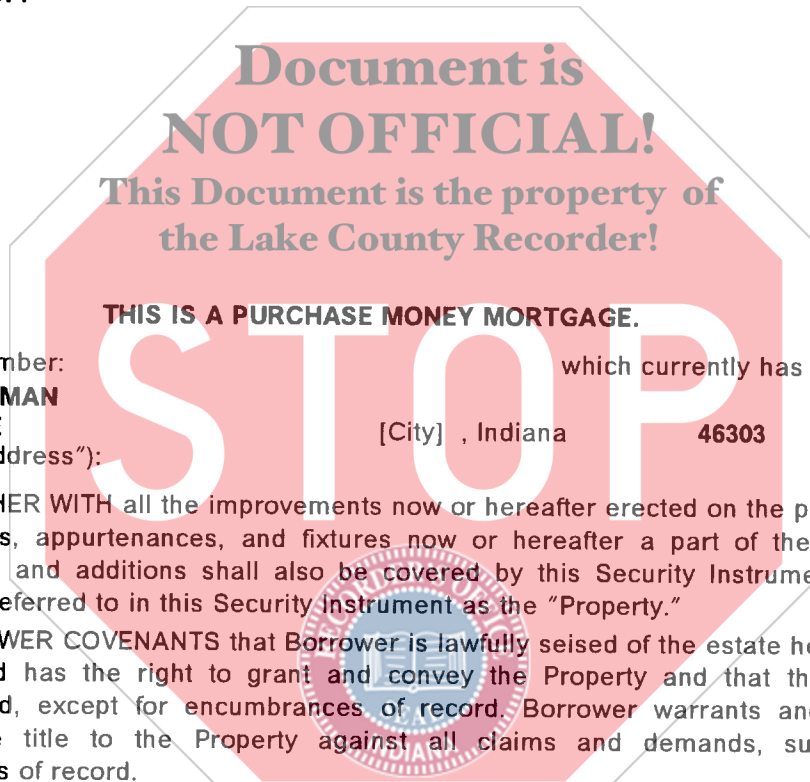 Document is
NOT OFFICIAL!
This Document is the property of
the Lake County Recorder!
STOP
THIS IS A PURCHASE MONEY MORTGAGE.
mber: which currently has
MAN
[City] , Indiana 46303
ddress"):
HER WITH all the improvements now or hereafter erected on the p
s, appurtenances, and fixtures now or hereafter a part of the
and additions shall also be covered by this Security Instrume
eferred to in this Security Instrument as the "Property."
WER COVENANTS that Borrower is lawfully seised of the estate he
d has the right to grant and convey the Property and that th
d, except for encumbrances of record. Borrower warrants an
title to the Property against all claims and demands, su
s of record.
INDIANA